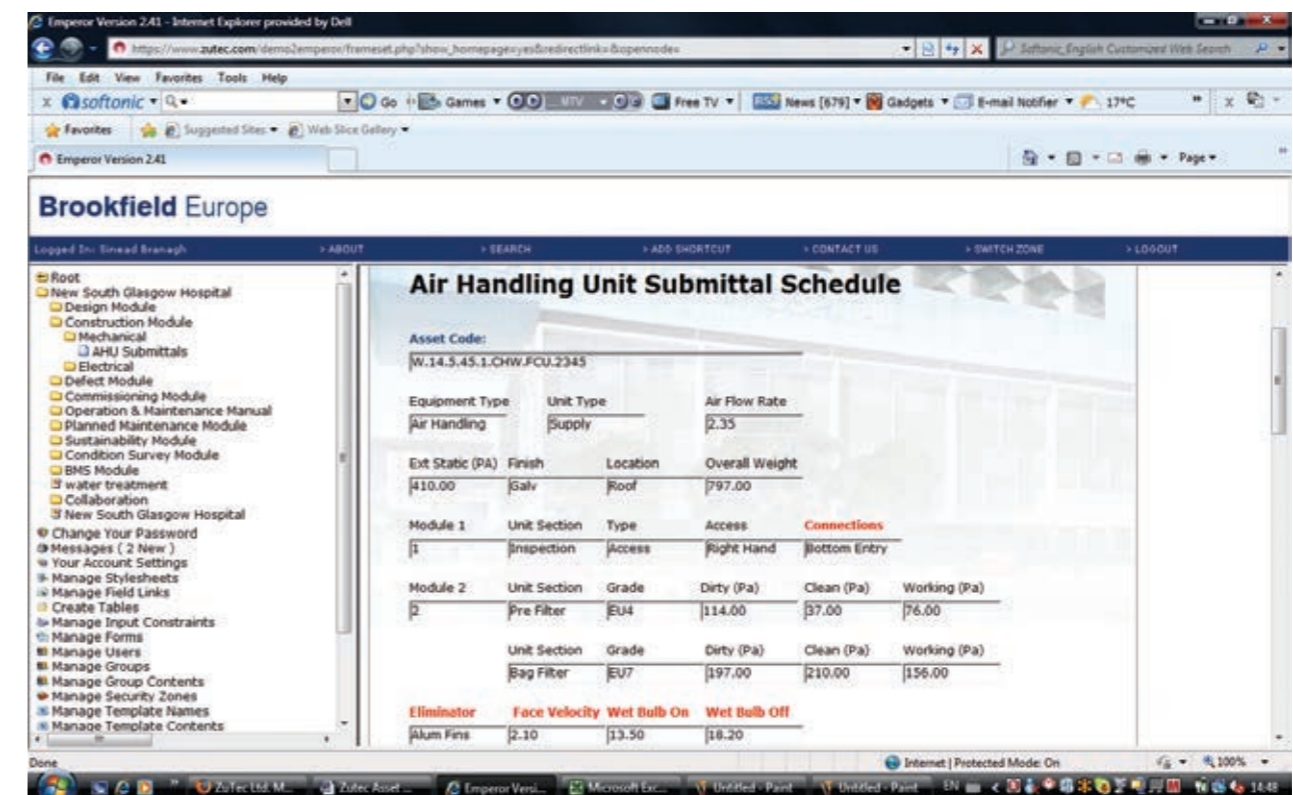 Emperor Version 2.41 - Internet Explorer provided by Dell
https://www.zutec.com/demo2emperor/frameset.php?show_homepage=yes&redirectlink=&opennode=
Softonic_English Customized Web Search
File Edit View Favorites Tools Help
x softonic Go Games MTV Free TV RSS News [679] Gadgets E-mail Notifier 17°C x
Favorites Suggested Sites Web Slice Gallery
Emperor Version 2.41 Page
Brookfield Europe
Logged In: Sinead Branagh > ABOUT > SEARCH > ADD SHORTCUT > CONTACT US > SWITCH ZONE > LOGOUT
Root
New South Glasgow Hospital
Design Module
Construction Module
Mechanical
AHU Submittals
Electrical
Defect Module
Commissioning Module
Operation & Maintenance Manual
Planned Maintenance Module
Sustainability Module
Condition Survey Module
BMS Module
water treatment
Collaboration
New South Glasgow Hospital
Change Your Password
Messages ( 2 New )
Your Account Settings
Manage Stylesheets
Manage Field Links
Create Tables
Manage Input Constraints
Manage Forms
Manage Users
Manage Groups
Manage Group Contents
Manage Security Zones
Manage Template Names
Manage Template Contents
Air Handling Unit Submittal Schedule
Asset Code:
W.14.5.45.1.CHW.FCU.2345
Equipment Type Unit Type Air Flow Rate
Air Handling Supply 2.35
Ext Static (PA) Finish Location Overall Weight
410.00 Galv Roof 797.00
Module 1 Unit Section Type Access Connections
1 Inspection Access Right Hand Bottom Entry
Module 2 Unit Section Grade Dirty (Pa) Clean (Pa) Working (Pa)
2 Pre Filter EU4 114.00 37.00 76.00
Unit Section Grade Dirty (Pa) Clean (Pa) Working (Pa)
Bag Filter EU7 197.00 210.00 156.00
Eliminator Face Velocity Wet Bulb On Wet Bulb Off
Alum Fins 2.10 13.50 18.20
Done Internet | Protected Mode: On 100%
ZuTec Ltd. M... Zutec Asset ... Emperor Versi... Microsoft Exc... Untitled - Paint Untitled - Paint EN 14:48